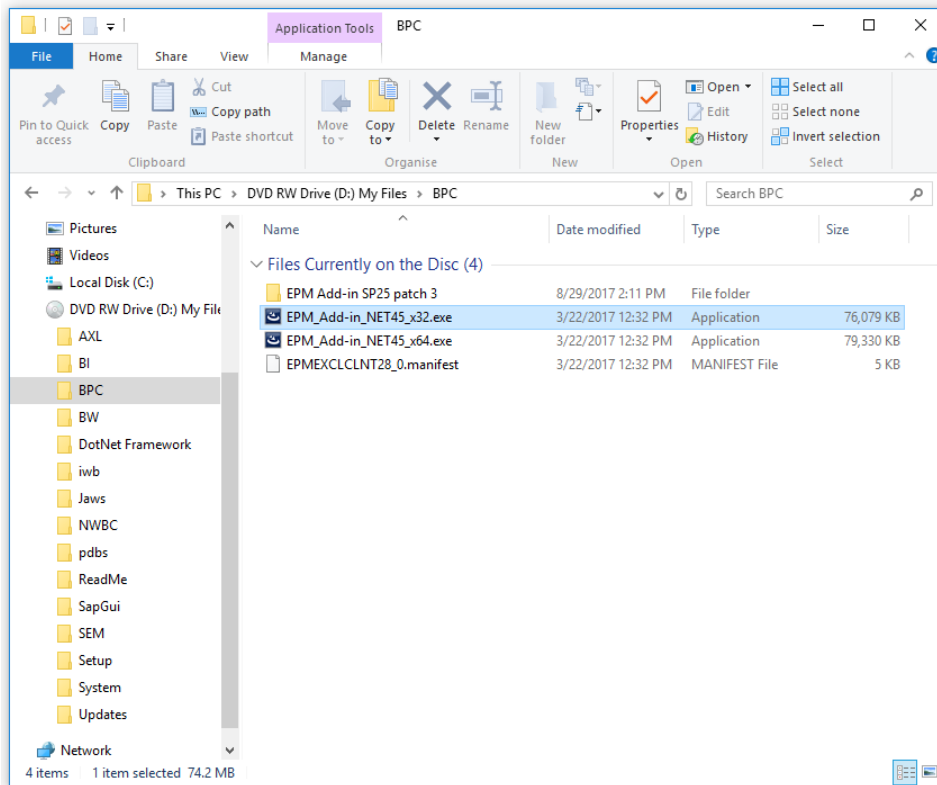 Application Tools BPC
File Home Share View Manage
Pin to Quick access Copy Paste
Cut
Copy path
Paste shortcut
Clipboard
Move to Copy to Delete Rename
Organise
New folder
New
Properties
Open
Edit
History
Open
Select all
Select none
Invert selection
Select
This PC > DVD RW Drive (D:) My Files > BPC
Search BPC
Pictures
Videos
Local Disk (C:)
DVD RW Drive (D:) My File
AXL
BI
BPC
BW
DotNet Framework
iwb
Jaws
NWBC
pdbs
ReadMe
SapGui
SEM
Setup
System
Updates
Network
Name Date modified Type Size
Files Currently on the Disc (4)
EPM Add-in SP25 patch 3 8/29/2017 2:11 PM File folder
EPM_Add-in_NET45_x32.exe 3/22/2017 12:32 PM Application 76,079 KB
EPM_Add-in_NET45_x64.exe 3/22/2017 12:32 PM Application 79,330 KB
EPMEXCLCLNT28_0.manifest 3/22/2017 12:32 PM MANIFEST File 5 KB
4 items 1 item selected 74.2 MB